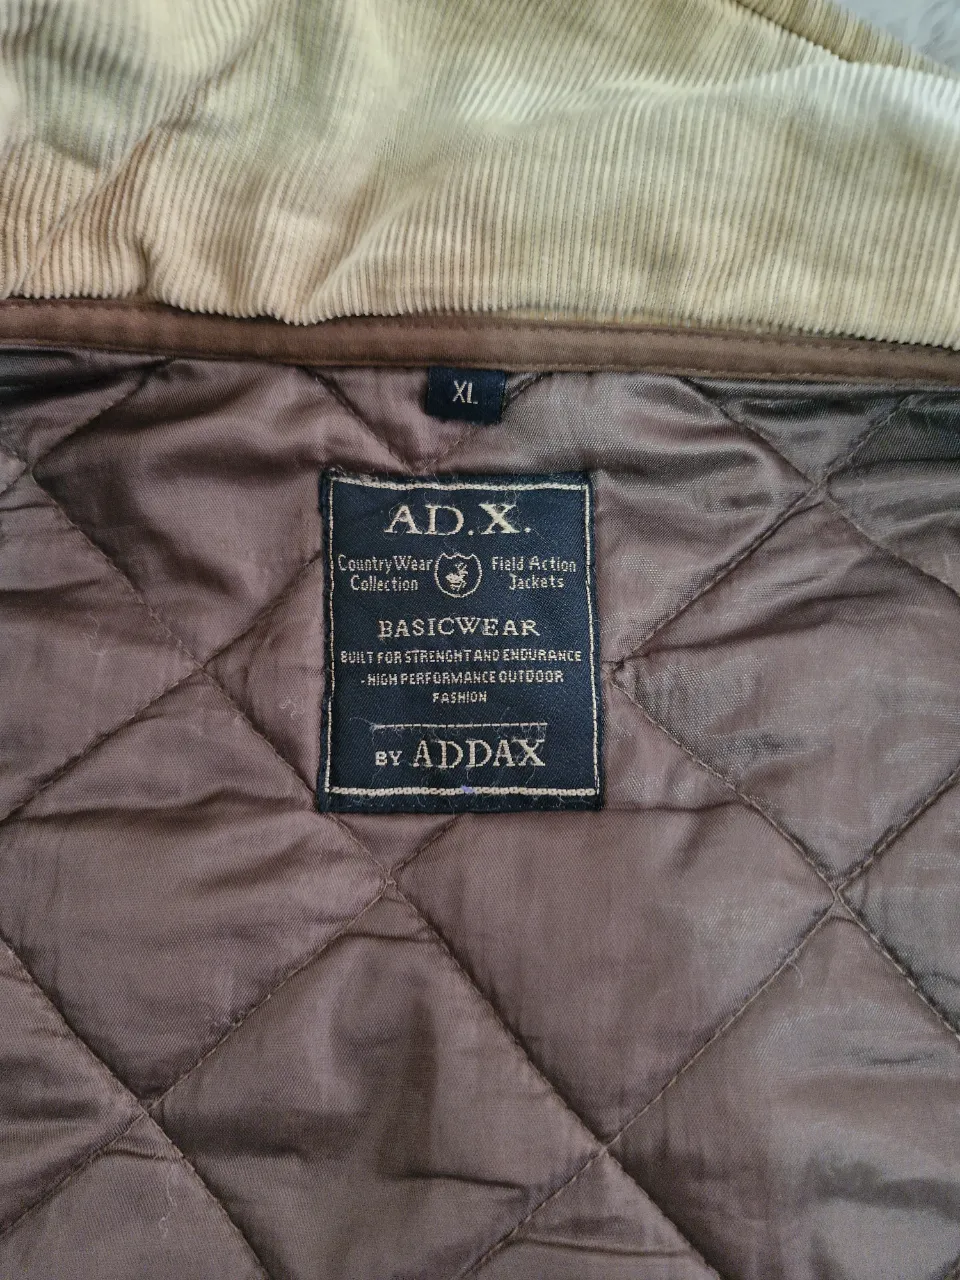 XL
AD.X.
Country Wear Field Action
Collection Jackets
BASICWEAR
BUILT FOR STRENGHT AND ENDURANCE
- HIGH PERFORMANCE OUTDOOR
FASHION
BY ADDAX